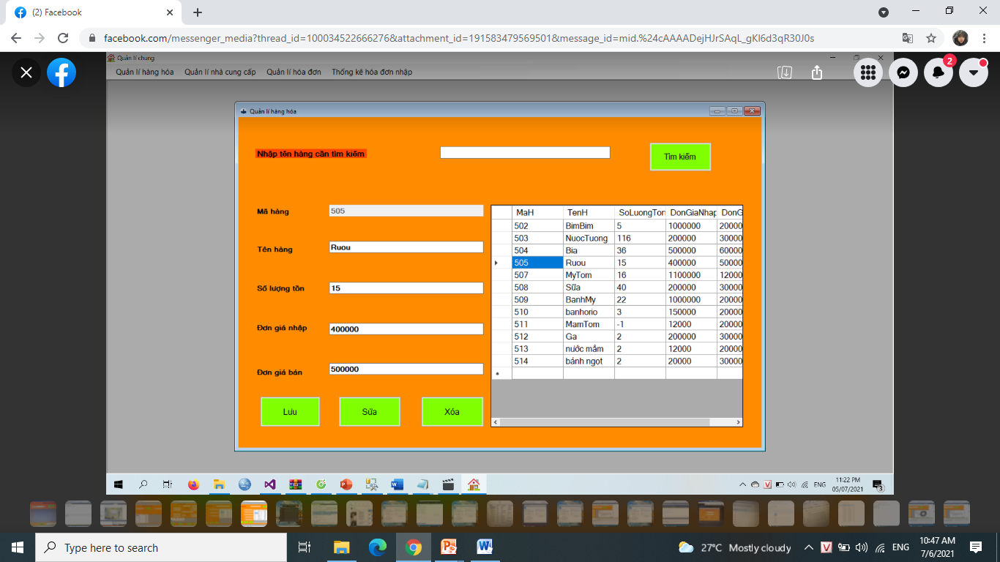 (2) Facebook
facebook.com/messenger_media?thread_id=100034522666276&attachment_id=191583479569501&message_id=mid.%24cAAAADejHJrSAqL_gKl6d3qR30J0s
Quản lí chung
Quản lí hàng hóa Quản lí nhà cung cấp Quản lí hóa đơn Thống kê hóa đơn nhập
2
Quản lí hàng hóa
Nhập tên hàng cần tìm kiếm
Tìm kiếm
Mã hàng 505
Tên hàng Ruou
Số lượng tồn 15
Đơn giá nhập 400000
Đơn giá bán 500000
Lưu Sửa Xóa
MaH TenH SoLuongTon DonGiaNhap DonG
502 BimBim 5 1000000 20000
503 NuocTuong 116 200000 30000
504 Bia 36 500000 60000
505 Ruou 15 400000 50000
507 MyTom 16 1100000 12000
508 Sữa 40 200000 30000
509 BanhMy 22 1000000 20000
510 banhorio 3 150000 20000
511 MamTom -1 12000 20000
512 Ga 2 200000 30000
513 nước mắm 2 12000 20000
514 bánh ngọt 2 20000 30000
ENG
11:22 PM
05/07/2021
3
Type here to search
27°C Mostly cloudy
ENG
10:47 AM
7/6/2021